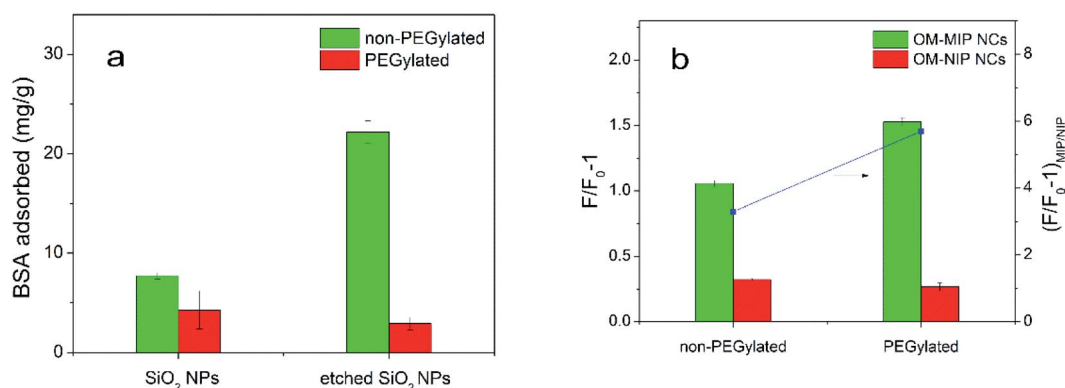 a
non-PEGylated
PEGylated
BSA adsorbed (mg/g)
30
20
10
0
SiO₂ NPs
etched SiO₂ NPs
b
OM-MIP NCs
OM-NIP NCs
F/F₀-1
2.0
1.5
1.0
0.5
0.0
8
6
4
2
0
(F/F₀-1)MIP/NIP
non-PEGylated
PEGylated